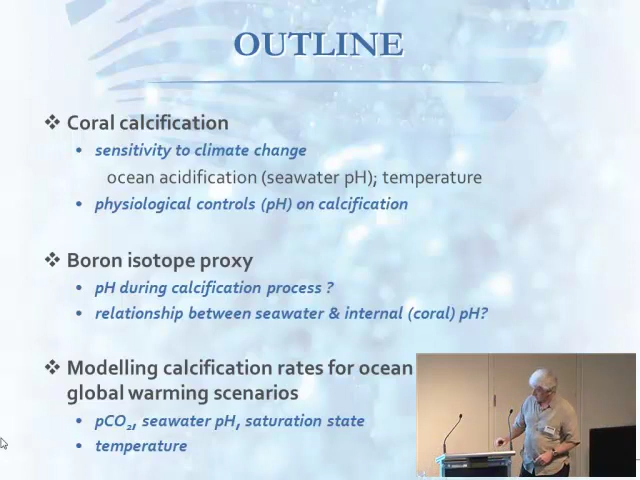 OUTLINE
❖ Coral calcification
• sensitivity to climate change
ocean acidification (seawater pH); temperature
• physiological controls (pH) on calcification
❖ Boron isotope proxy
• pH during calcification process ?
• relationship between seawater & internal (coral) pH?
❖ Modelling calcification rates for ocean
global warming scenarios
• pCO₂, seawater pH, saturation state
• temperature